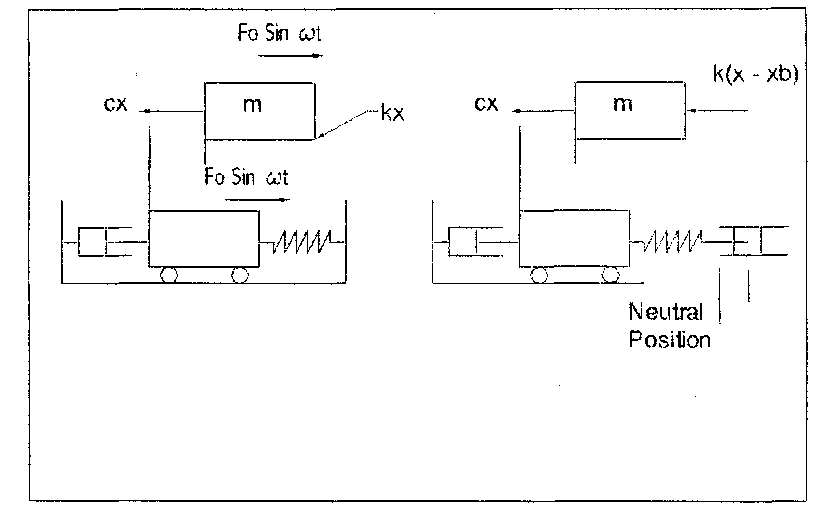 Fo Sin ωt
cx
m
kx
Fo Sin ωt
k(x - xb)
cx
m
Neutral
Position